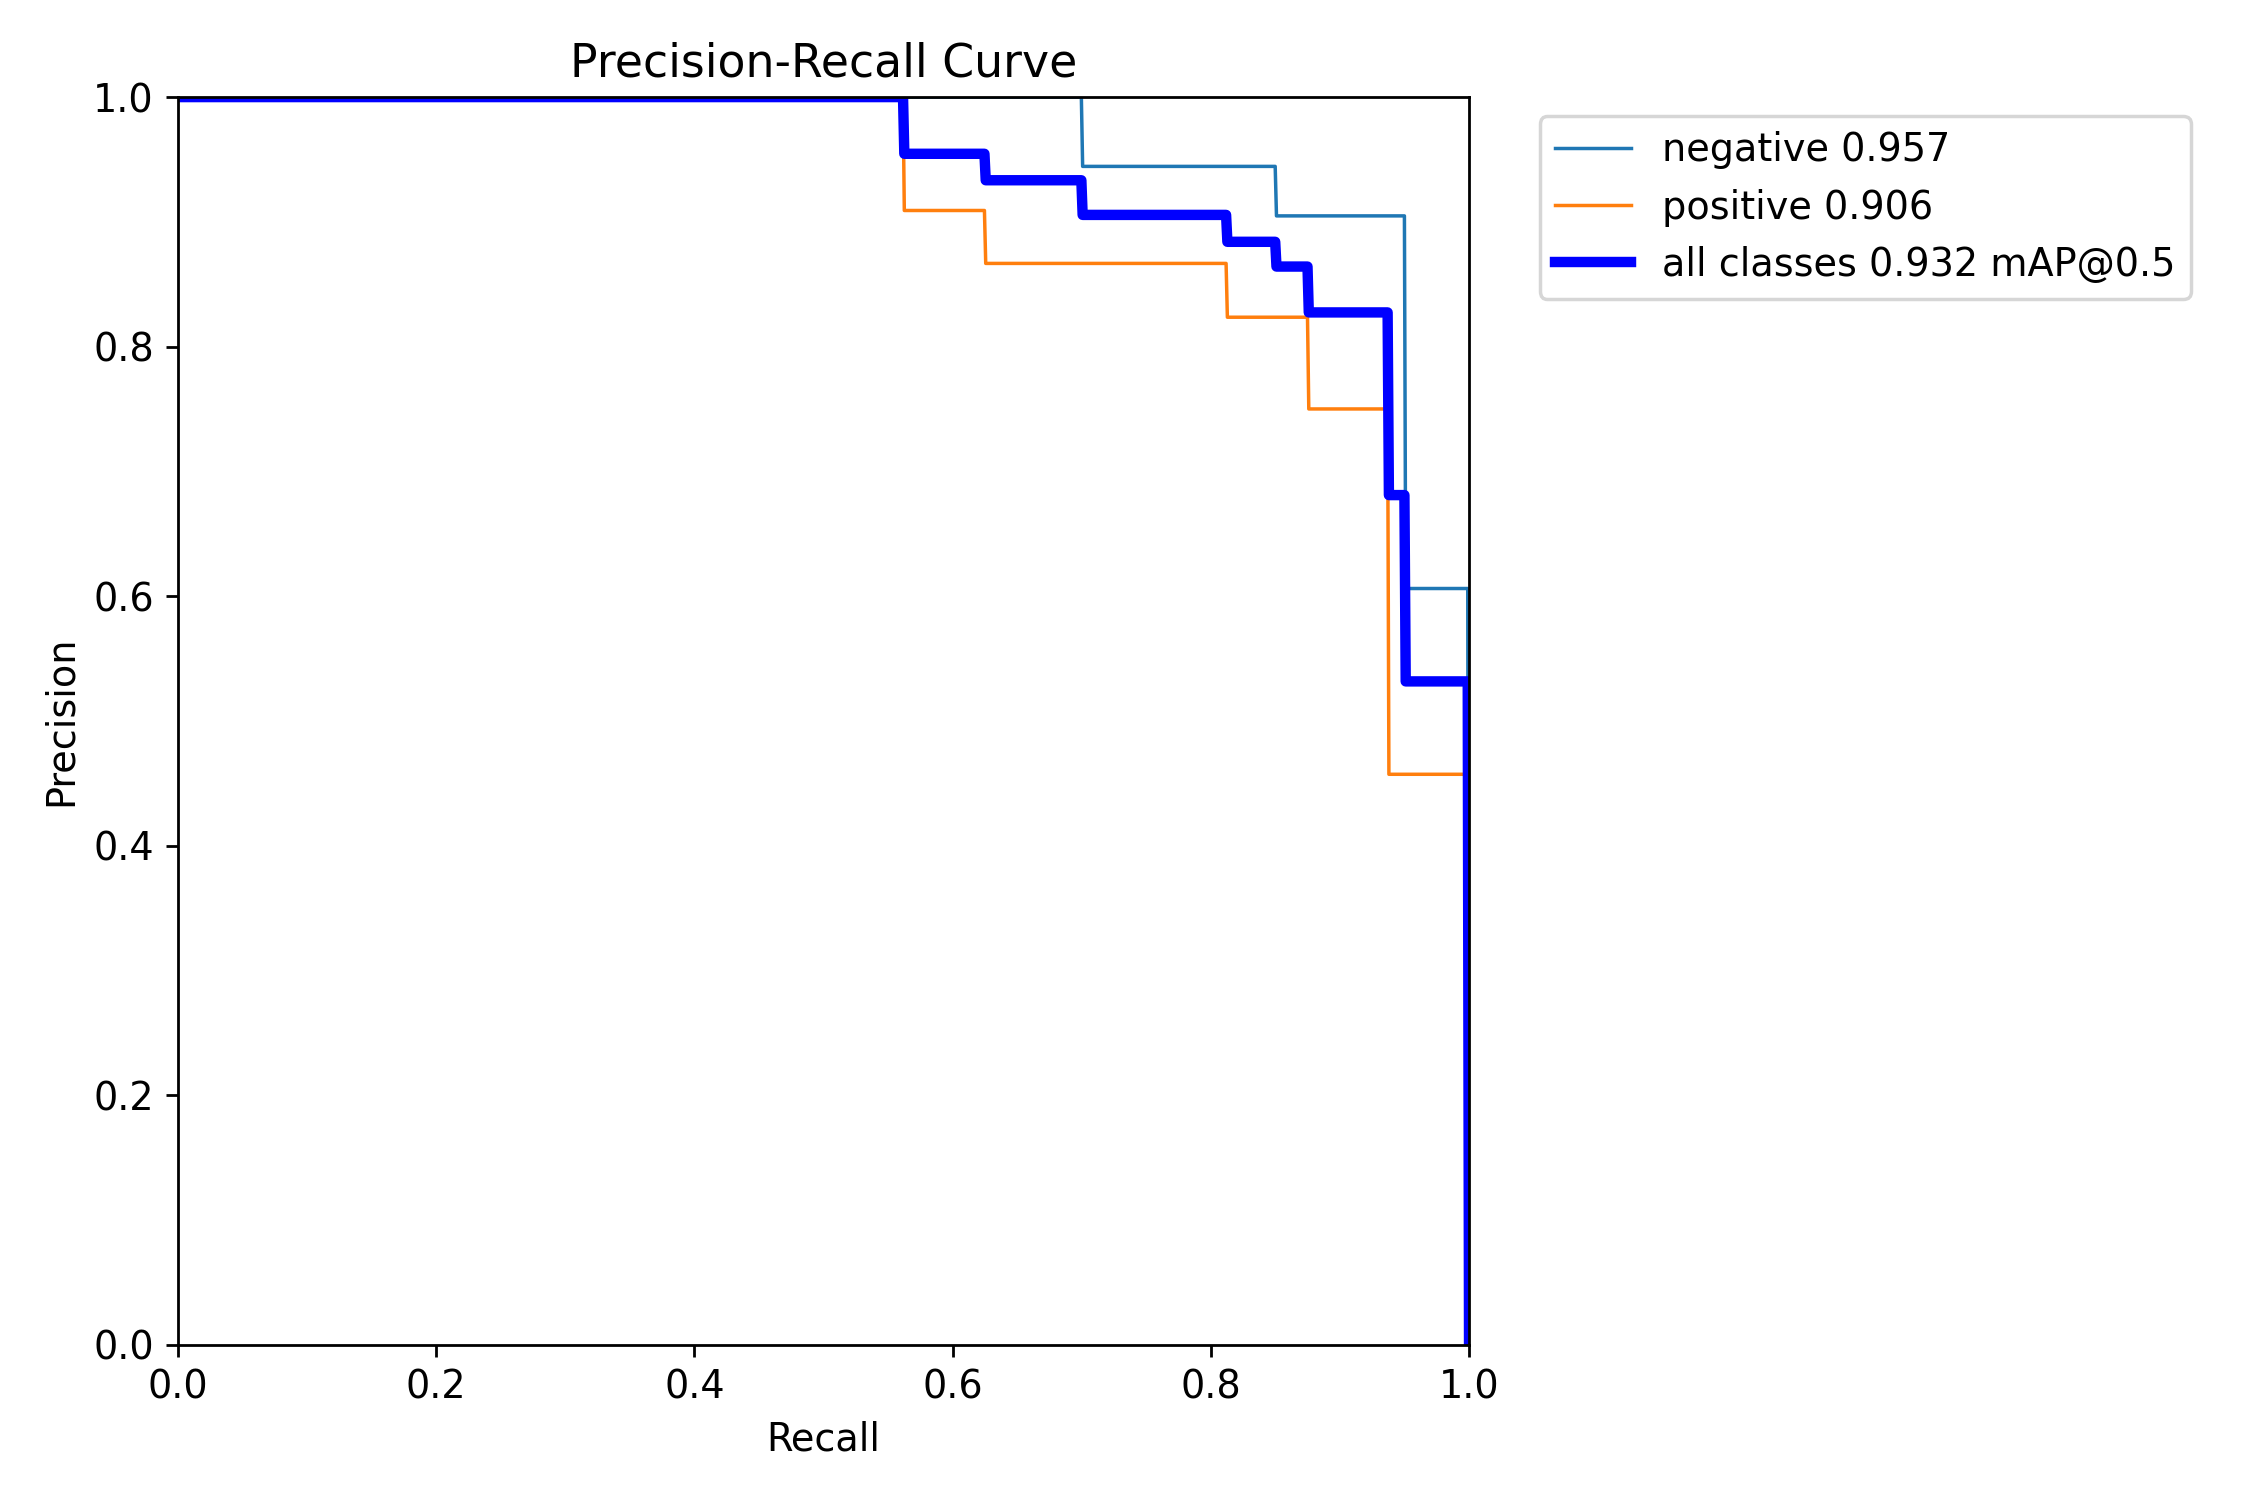 Precision-Recall Curve
negative 0.957
positive 0.906
all classes 0.932 mAP@0.5
Precision
1.0
0.8
0.6
0.4
0.2
0.0
0.0 0.2 0.4 0.6 0.8 1.0
Recall